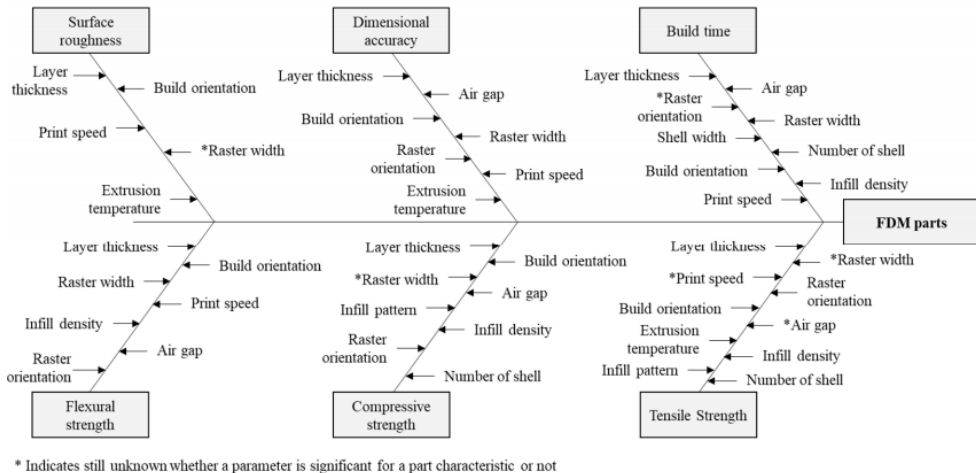 Surface
roughness
Layer
thickness
Build orientation
Print speed
*Raster width
Extrusion
temperature
Dimensional
accuracy
Layer thickness
Air gap
Build orientation
Raster width
Raster
orientation
Print speed
Extrusion
temperature
Build time
Layer thickness
Air gap
*Raster
orientation
Raster width
Shell width
Number of shell
Build orientation
Infill density
Print speed
FDM parts
Layer thickness
Build orientation
Raster width
Print speed
Infill density
Air gap
Raster
orientation
Flexural
strength
Layer thickness
Build orientation
*Raster width
Air gap
Infill pattern
Infill density
Raster
orientation
Number of shell
Compressive
strength
Layer thickness
*Raster width
*Print speed
Raster
orientation
Build orientation
*Air gap
Extrusion
temperature
Infill density
Infill pattern
Number of shell
Tensile Strength
* Indicates still unknown whether a parameter is significant for a part characteristic or not